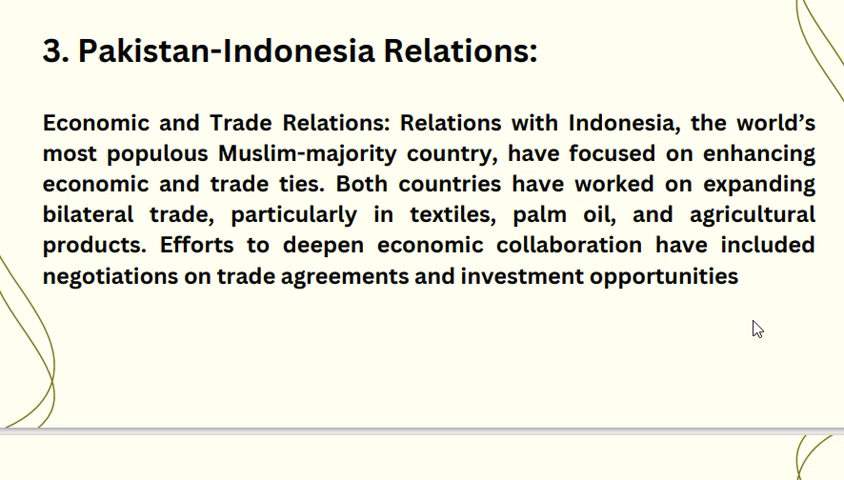 3. Pakistan-Indonesia Relations:
Economic and Trade Relations: Relations with Indonesia, the world’s
most populous Muslim-majority country, have focused on enhancing
economic and trade ties. Both countries have worked on expanding
bilateral trade, particularly in textiles, palm oil, and agricultural
products. Efforts to deepen economic collaboration have included
negotiations on trade agreements and investment opportunities